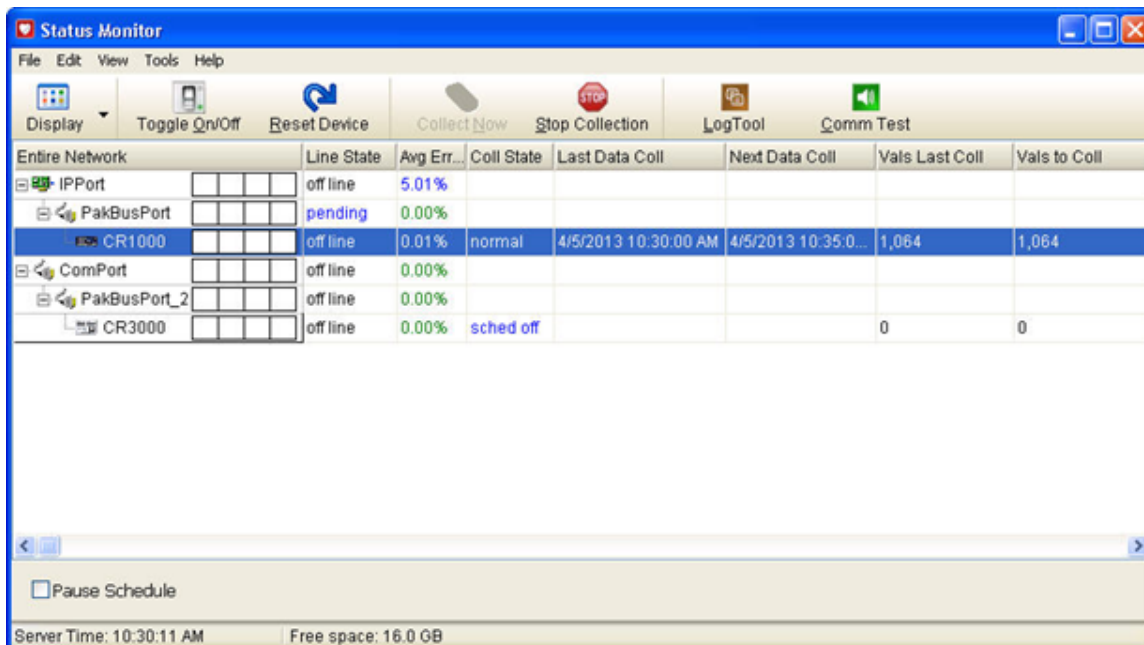 Status Monitor
File Edit View Tools Help
Display Toggle On/Off Reset Device Collect Now STOP Stop Collection LogTool Comm Test
Entire Network Line State Avg Err... Coll State Last Data Coll Next Data Coll Vals Last Coll Vals to Coll
IPPort off line 5.01%
PakBusPort pending 0.00%
CR1000 off line 0.01% normal 4/5/2013 10:30:00 AM 4/5/2013 10:35:0... 1,064 1,064
ComPort off line 0.00%
PakBusPort_2 off line 0.00%
CR3000 off line 0.00% sched off 0 0
Pause Schedule
Server Time: 10:30:11 AM Free space: 16.0 GB